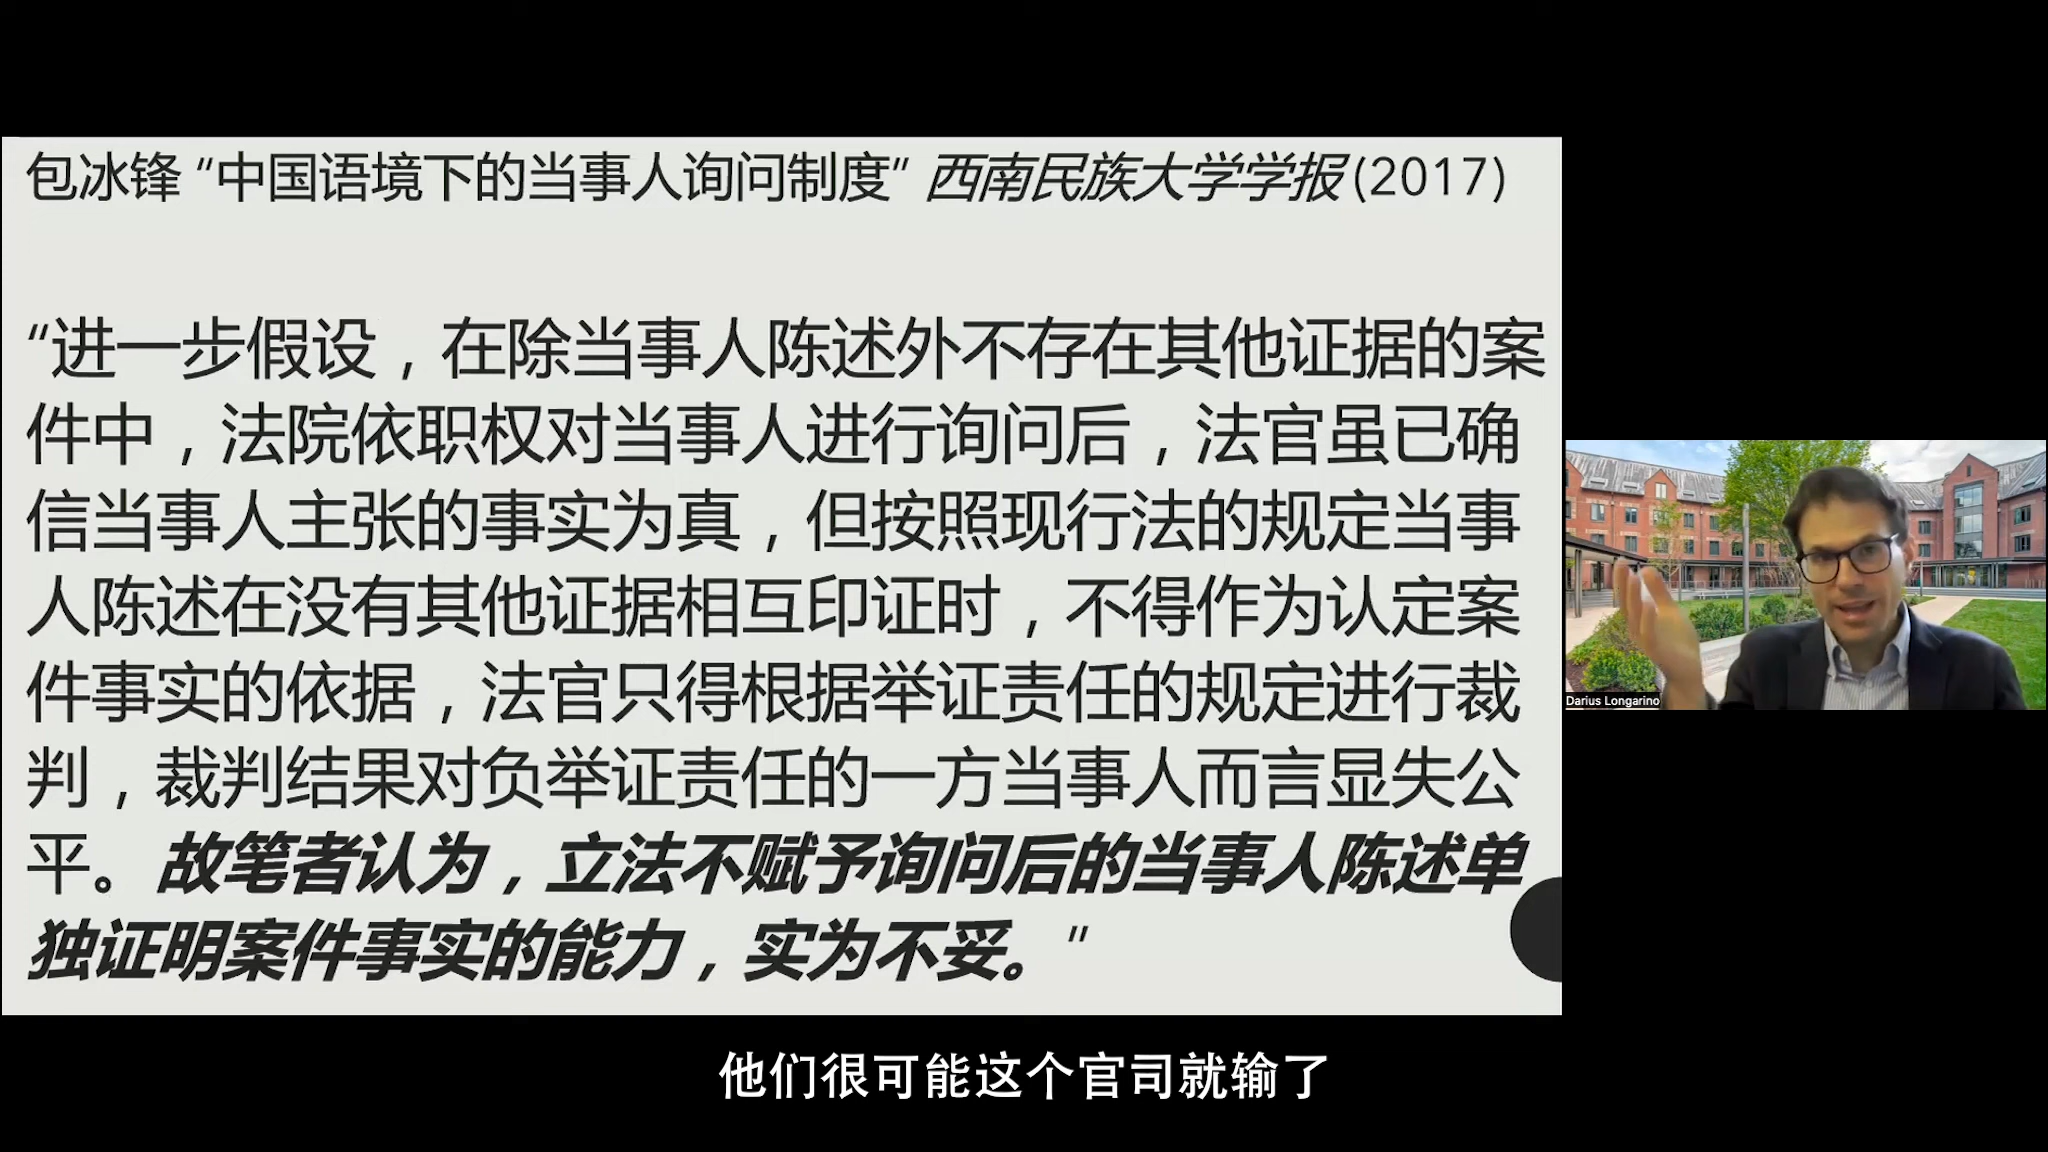 包冰锋 “中国语境下的当事人询问制度” 西南民族大学学报 (2017)
“进一步假设，在除当事人陈述外不存在其他证据的案
件中，法院依职权对当事人进行询问后，法官虽已确
信当事人主张的事实为真，但按照现行法的规定当事
人陈述在没有其他证据相互印证时，不得作为认定案
件事实的依据，法官只得根据举证责任的规定进行裁
判，裁判结果对负举证责任的一方当事人而言显失公
平。故笔者认为，立法不赋予询问后的当事人陈述单
独证明案件事实的能力，实为不妥。”
Darius Longarino
他们很可能这个官司就输了